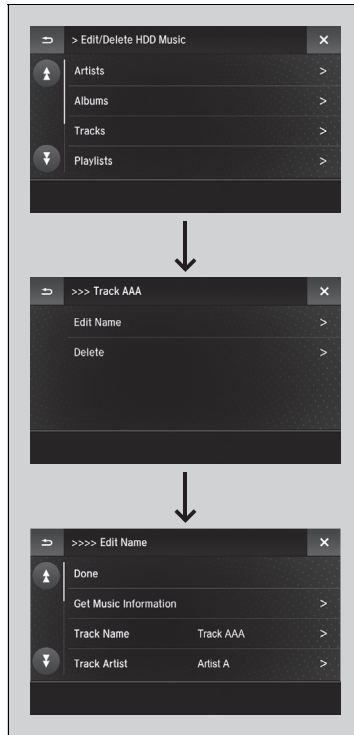 > Edit/Delete HDD Music
Artists >
Albums >
Tracks >
Playlists >
>>> Track AAA
Edit Name >
Delete >
>>>> Edit Name
Done
Get Music Information >
Track Name Track AAA >
Track Artist Artist A >